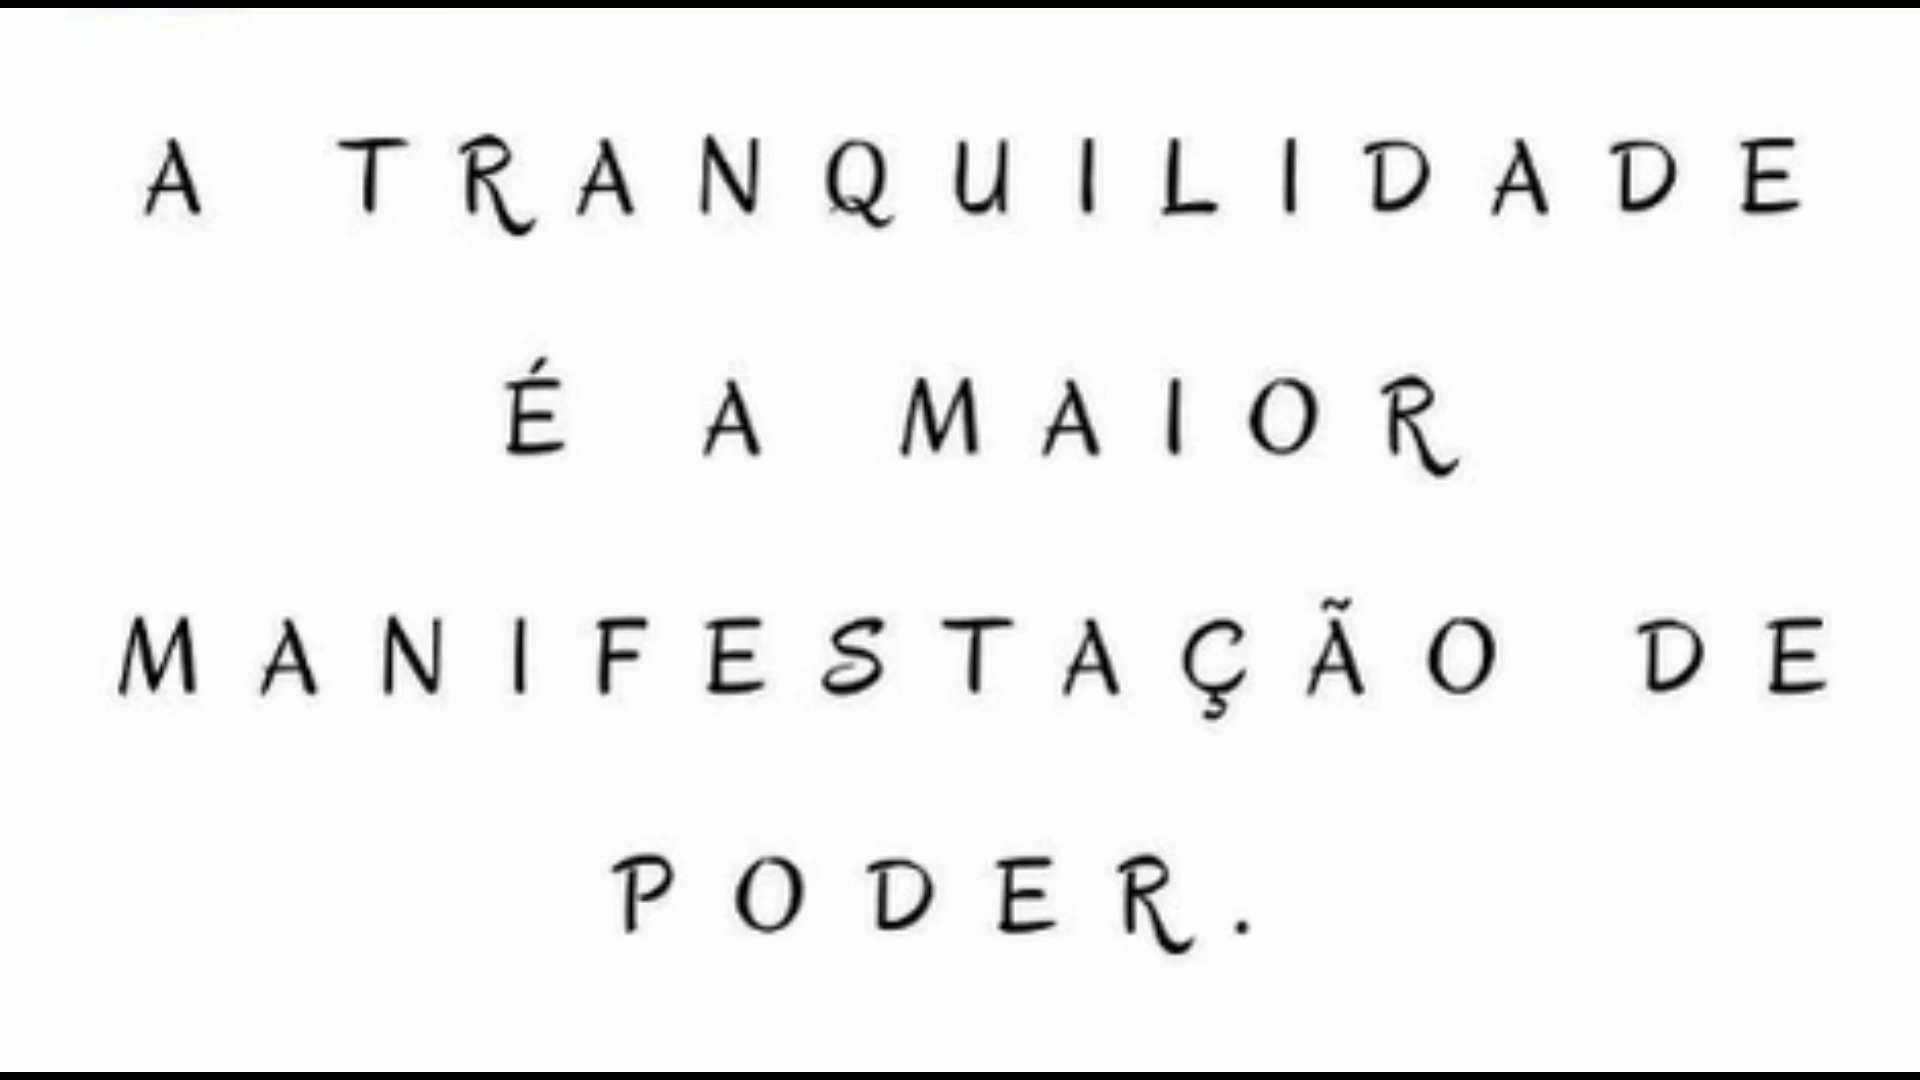 A TRANQUILIDADE
É A MAIOR
MANIFESTAÇÃO DE
PODER.